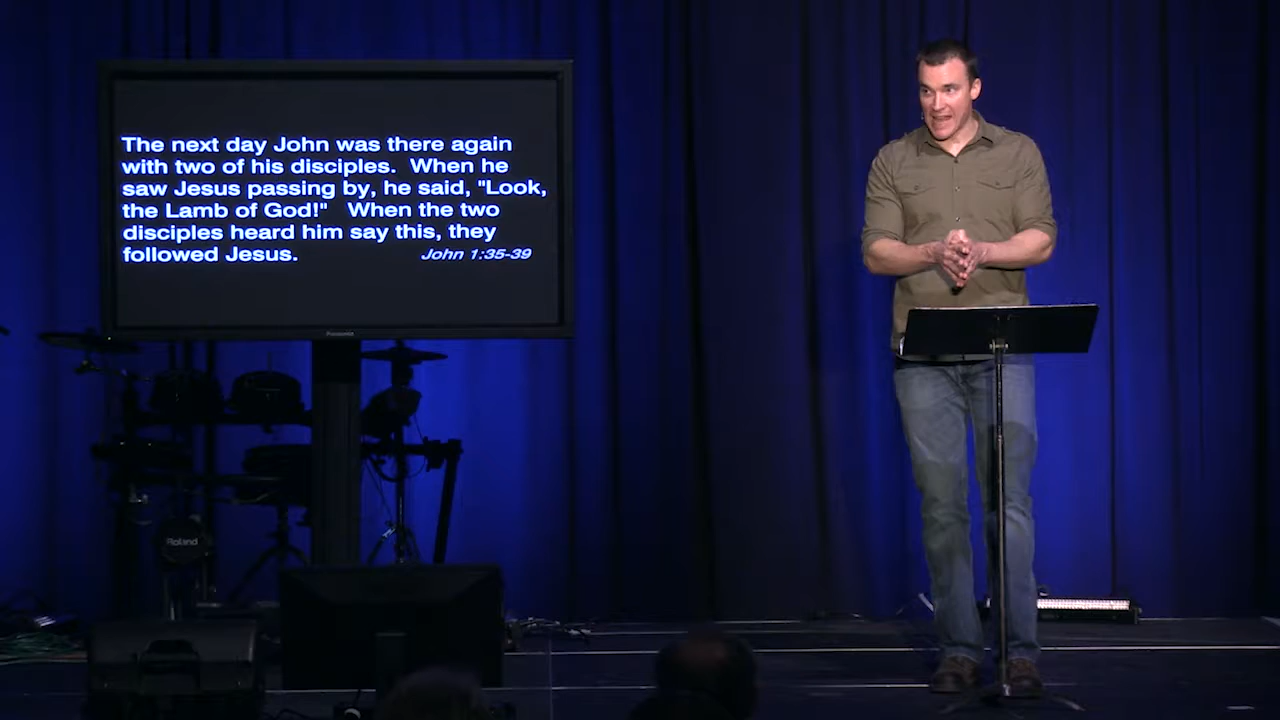 The next day John was there again
with two of his disciples.  When he
saw Jesus passing by, he said, "Look,
the Lamb of God!"   When the two
disciples heard him say this, they
followed Jesus.
John 1:35-39
Panasonic
Roland